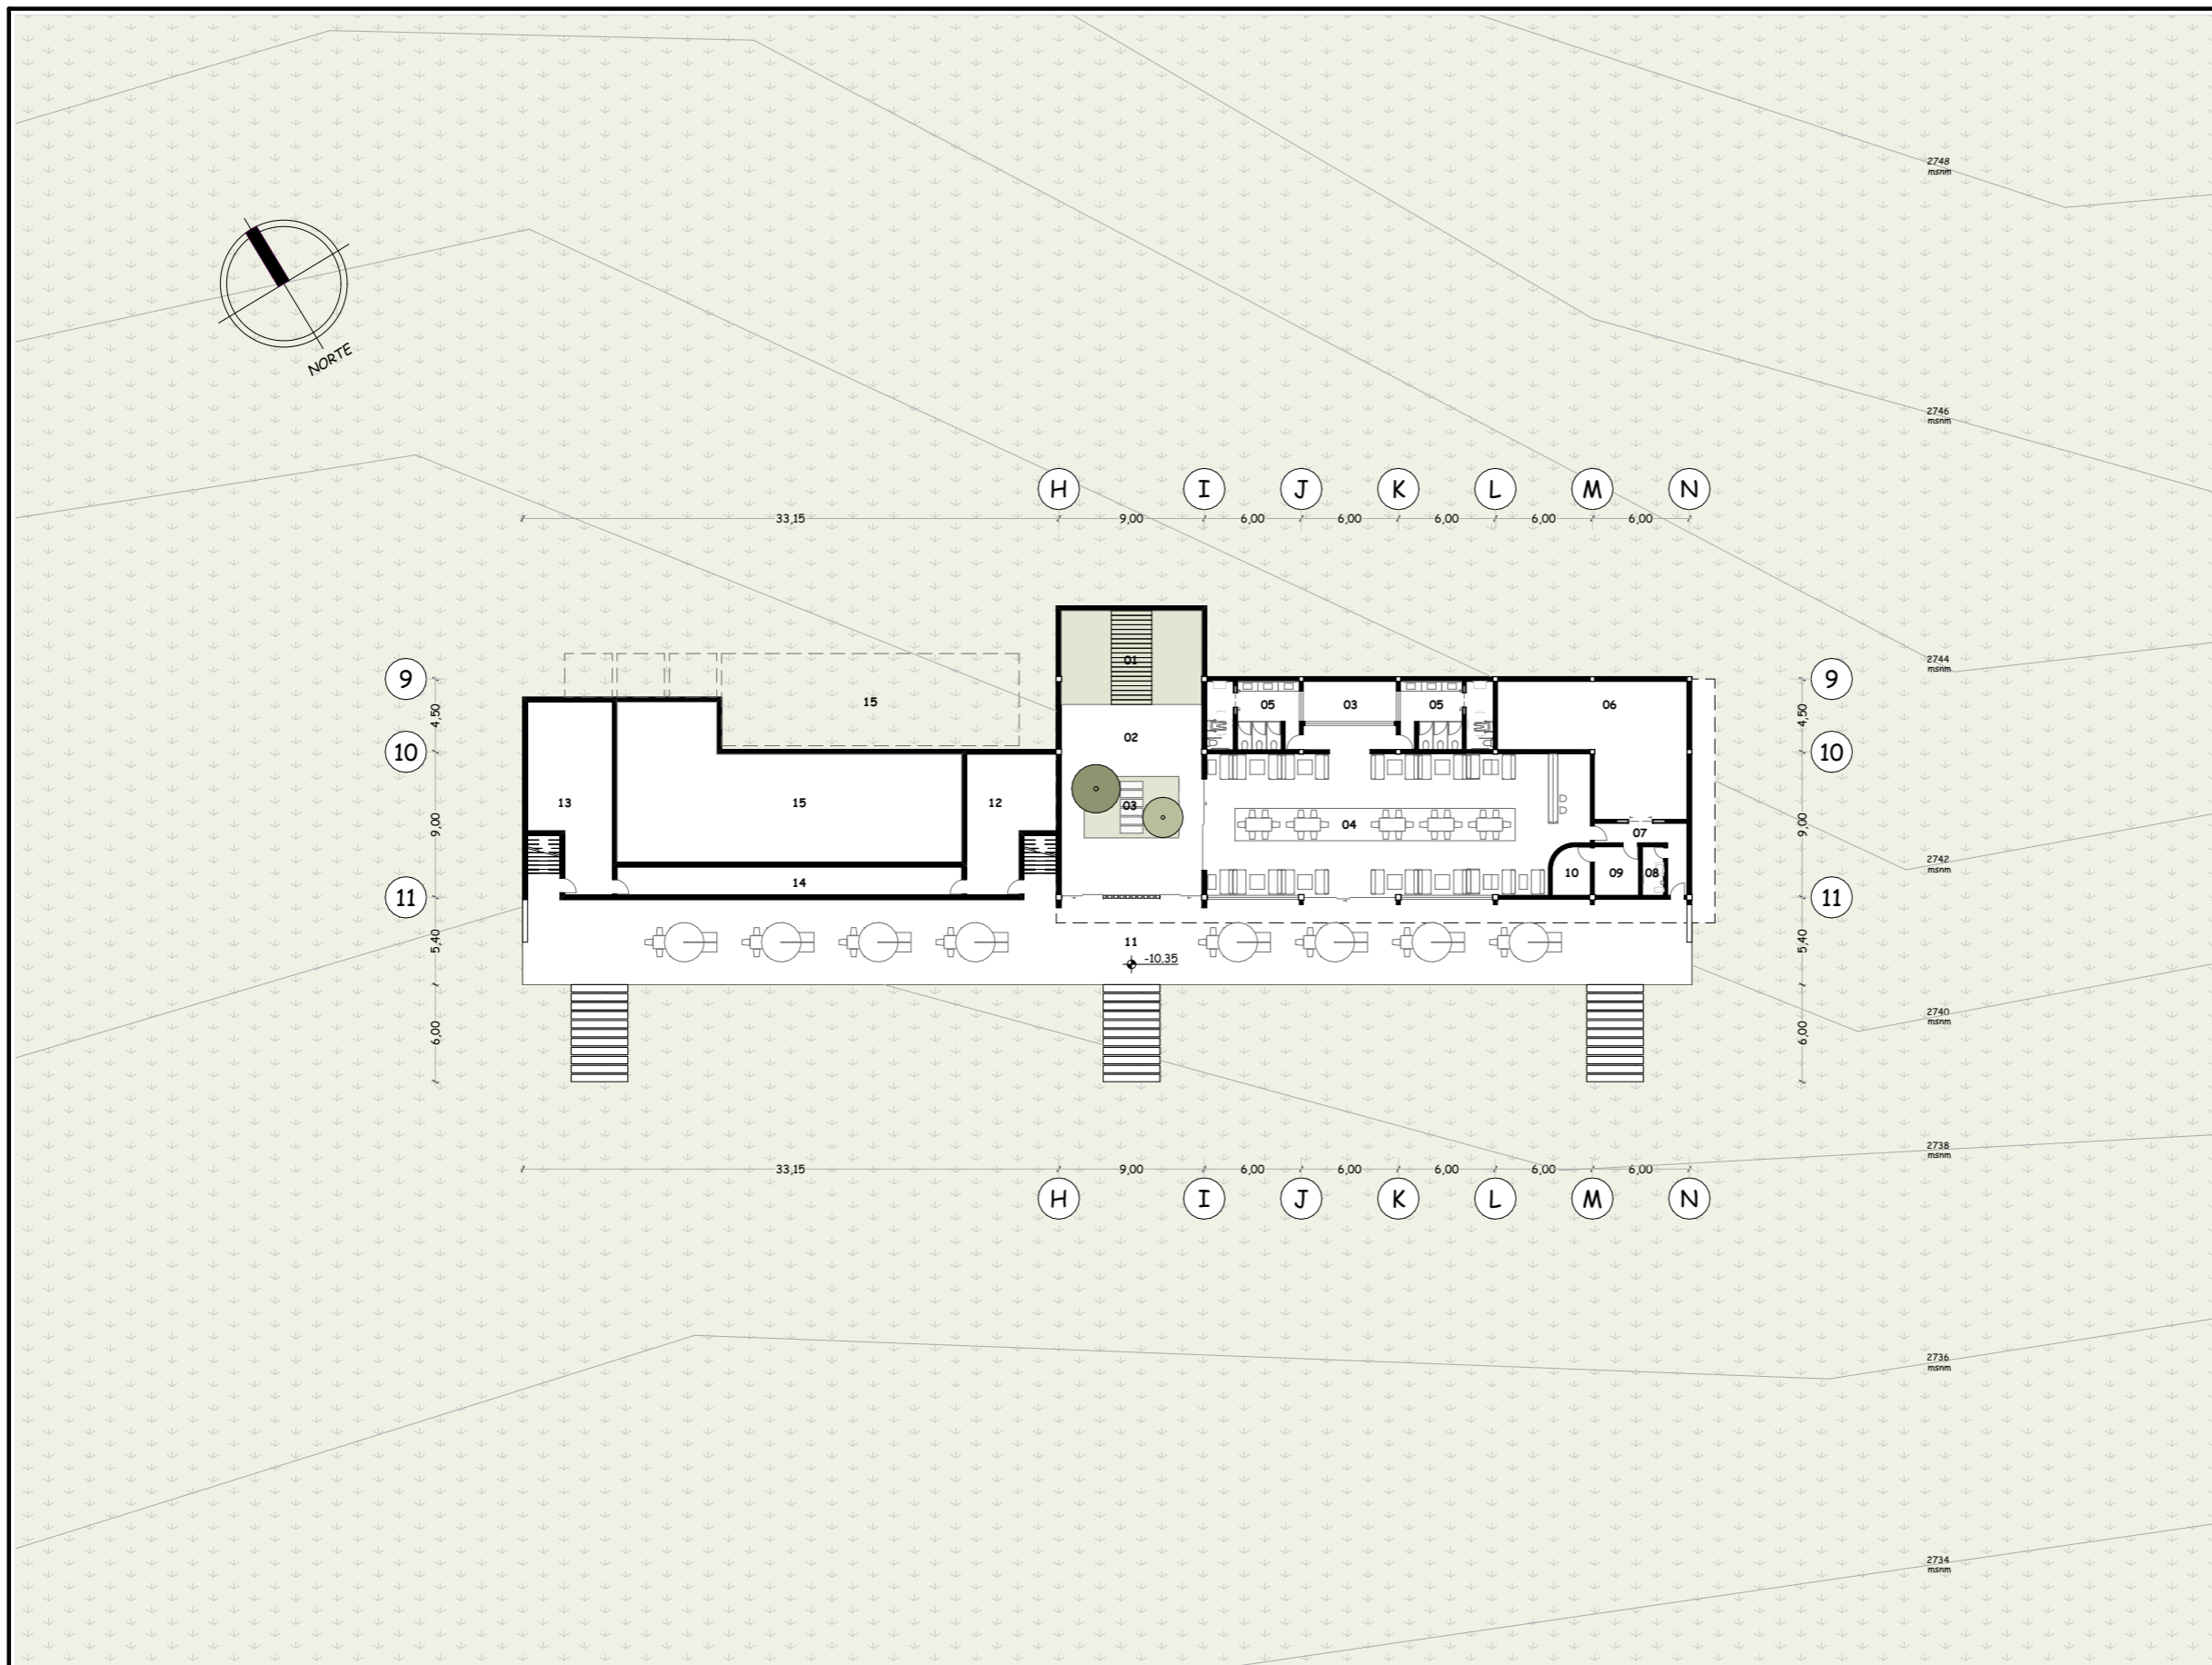 2748
msnm
NORTE
2746
msnm
H I J K L M N
33,15 9,00 6,00 6,00 6,00 6,00 6,00
2744
msnm
01
9 9
15 05 03 05 06
4,50 4,50
02
10 10
13 15 12 03
04
9,00 9,00
07
2742
msnm
14 10 09 08
11 11
5,40 11 5,40
-10.35
2740
msnm
6,00 6,00
2738
msnm
33,15 9,00 6,00 6,00 6,00 6,00 6,00
H I J K L M N
2736
msnm
2734
msnm